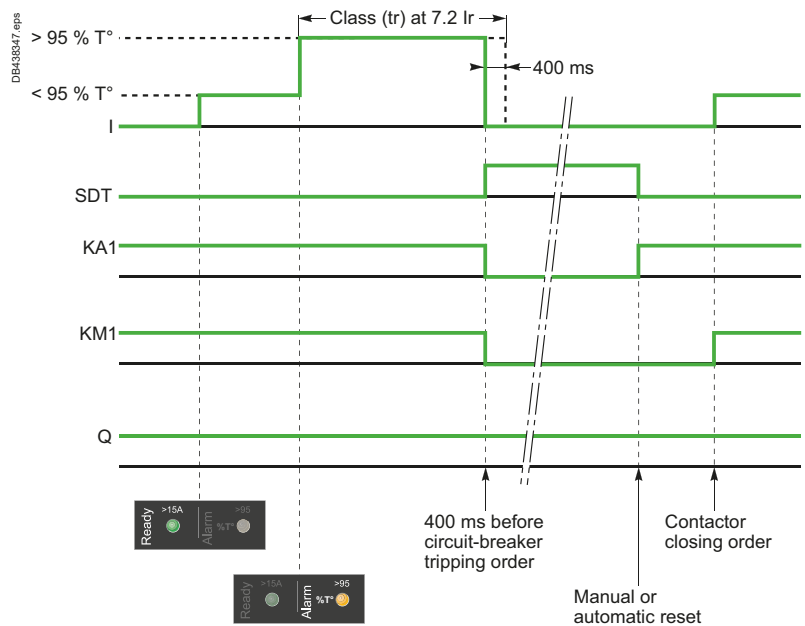 DB438347.eps
Class (tr) at 7.2 Ir
> 95 % T°
400 ms
< 95 % T°
I
SDT
KA1
KM1
Q
Ready
>15A
Alarm
>95
%T°
400 ms before
circuit-breaker
tripping order
Contactor
closing order
Ready
>15A
Alarm
>95
%T°
Manual or
automatic reset